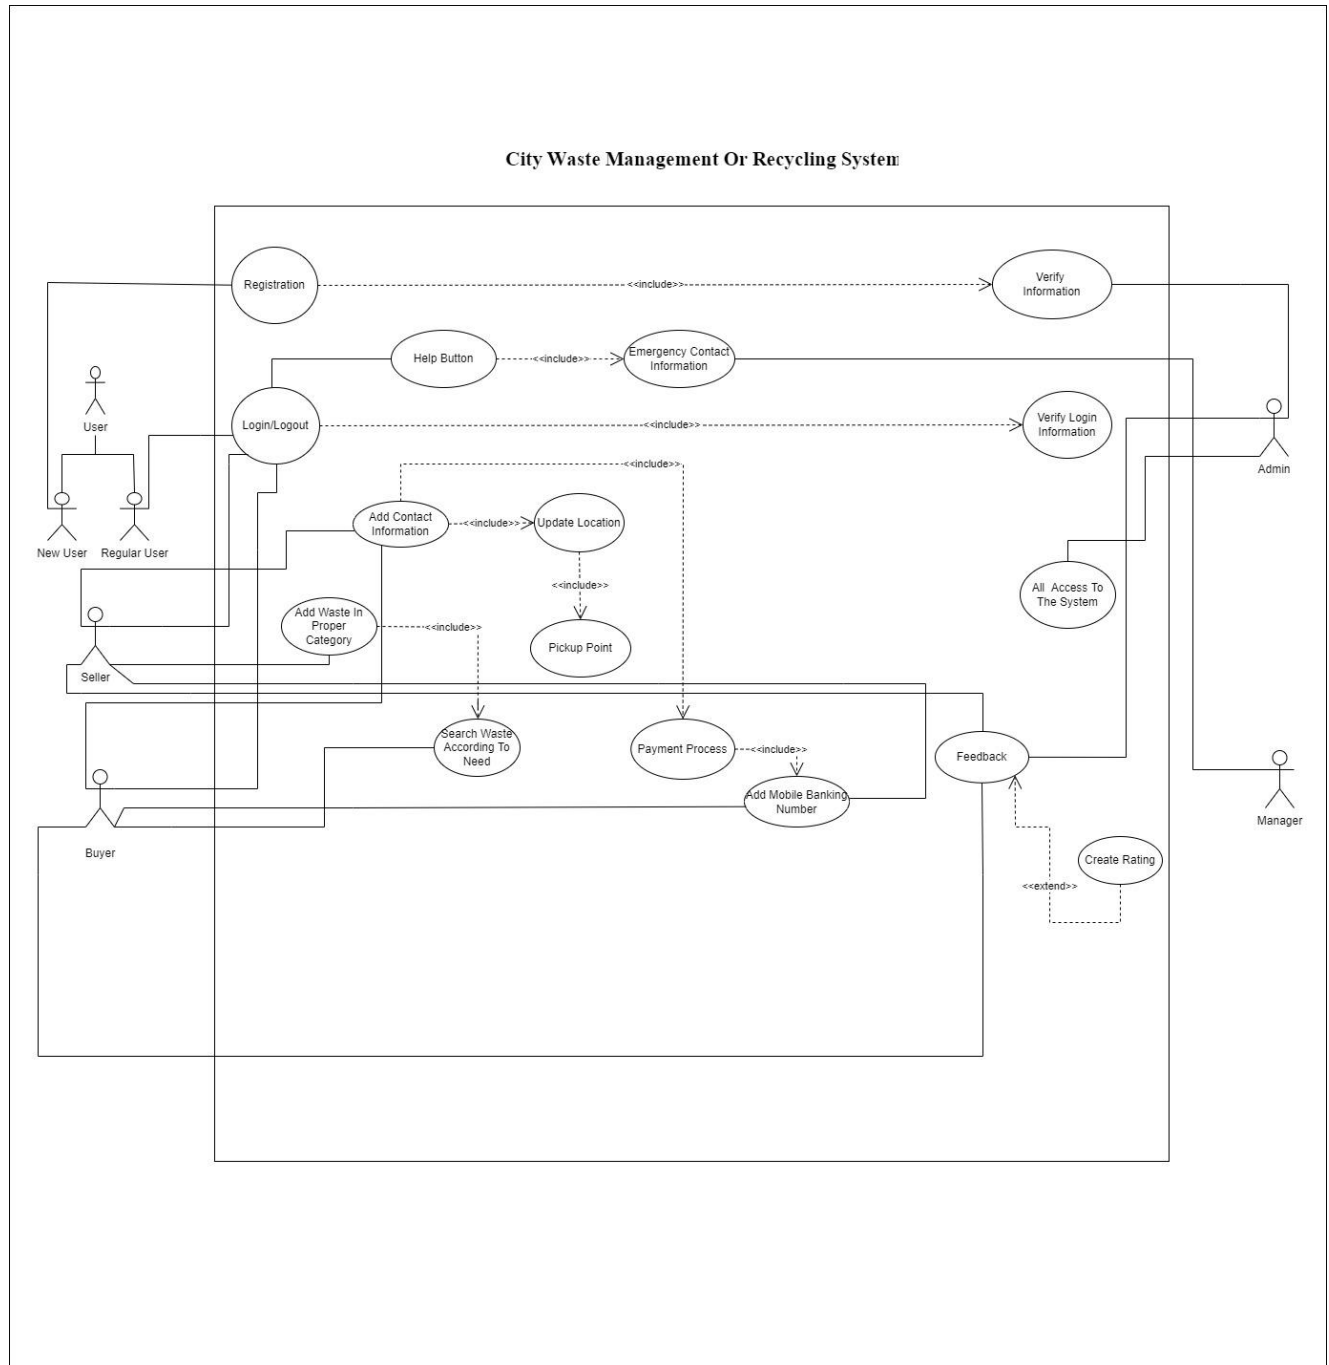 City Waste Management Or Recycling System
Registration
<<include>>
Verify
Information
Help Button
<<include>>
Emergency Contact
Information
User
Login/Logout
<<include>>
Verify Login
Information
Admin
<<include>>
New User
Regular User
Add Contact
Information
<<include>>
Update Location
<<include>>
All Access To
The System
Add Waste In
Proper
Category
<<include>>
Pickup Point
Seller
Search Waste
According To
Need
Payment Process
<<include>>
Feedback
Add Mobile Banking
Number
Manager
Buyer
Create Rating
<<extend>>